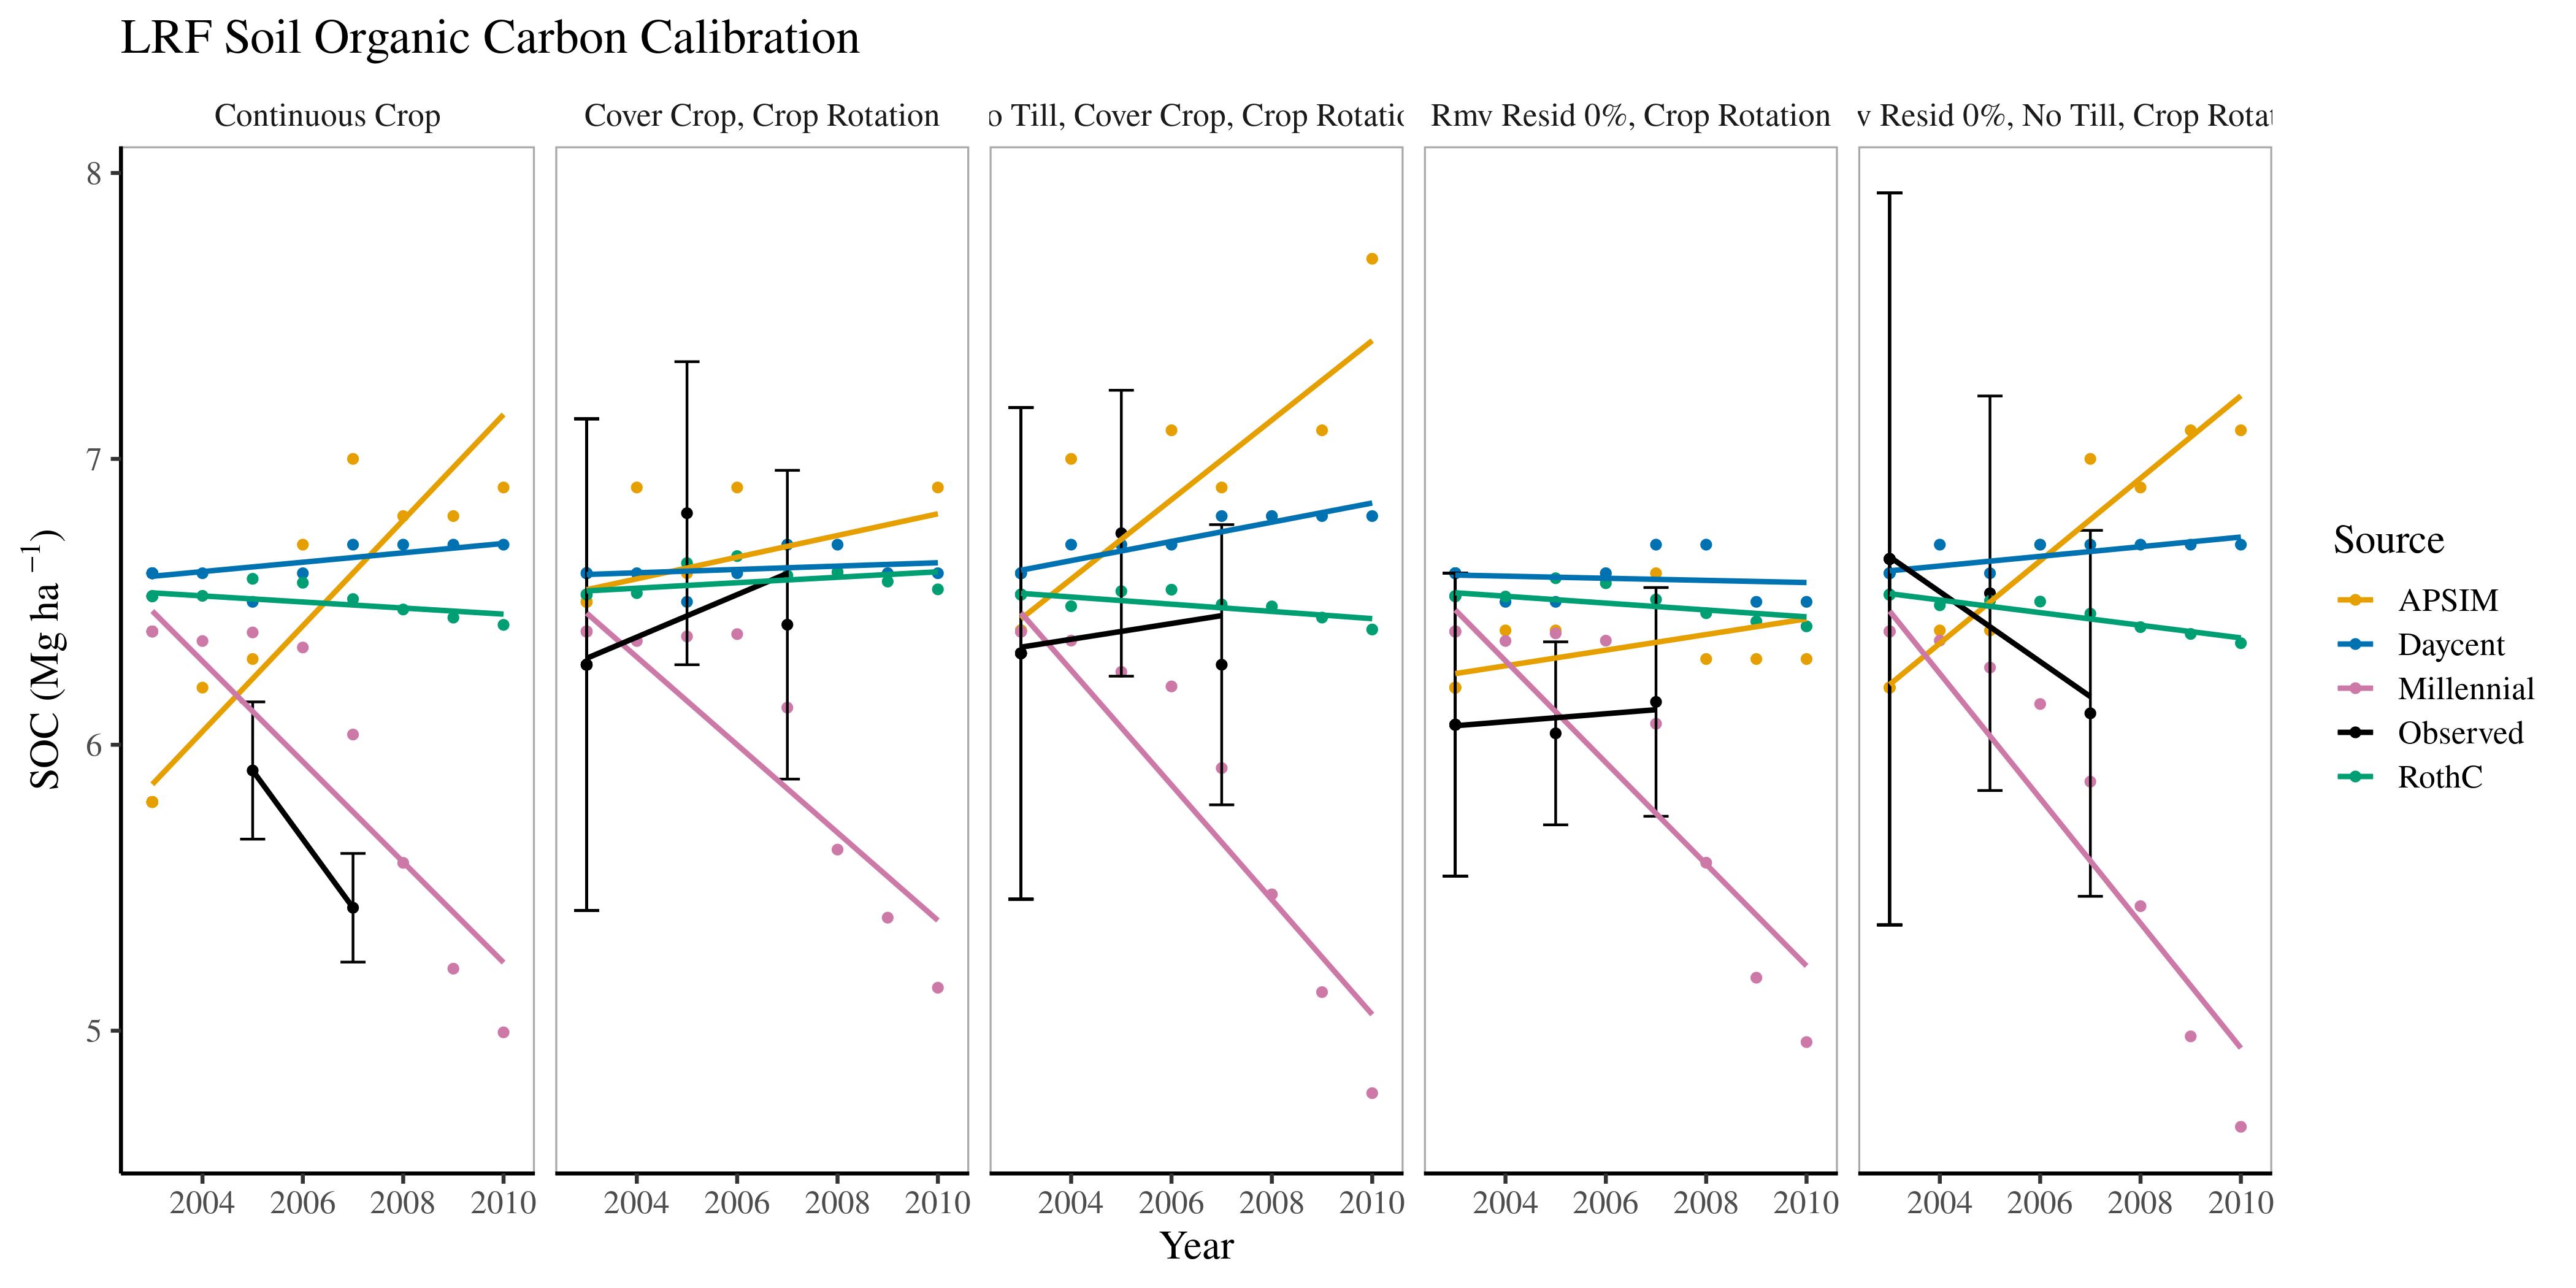 LRF Soil Organic Carbon Calibration
Continuous Crop
Cover Crop, Crop Rotation
o Till, Cover Crop, Crop Rotatio
Rmv Resid 0%, Crop Rotation
v Resid 0%, No Till, Crop Rotat
SOC (Mg ha⁻¹)
8
7
6
5
2004 2006 2008 2010
2004 2006 2008 2010
2004 2006 2008 2010
2004 2006 2008 2010
2004 2006 2008 2010
Year
Source
APSIM
Daycent
Millennial
Observed
RothC